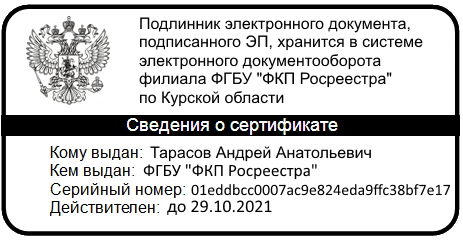 Подлинник электронного документа,
подписанного ЭП, хранится в системе
электронного документооборота
филиала ФГБУ "ФКП Росреестра"
по Курской области
Сведения о сертификате
Кому выдан: Тарасов Андрей Анатольевич
Кем выдан: ФГБУ "ФКП Росреестра"
Серийный номер: 01eddbcc0007ac9e824eda9ffc38bf7e17
Действителен: до 29.10.2021